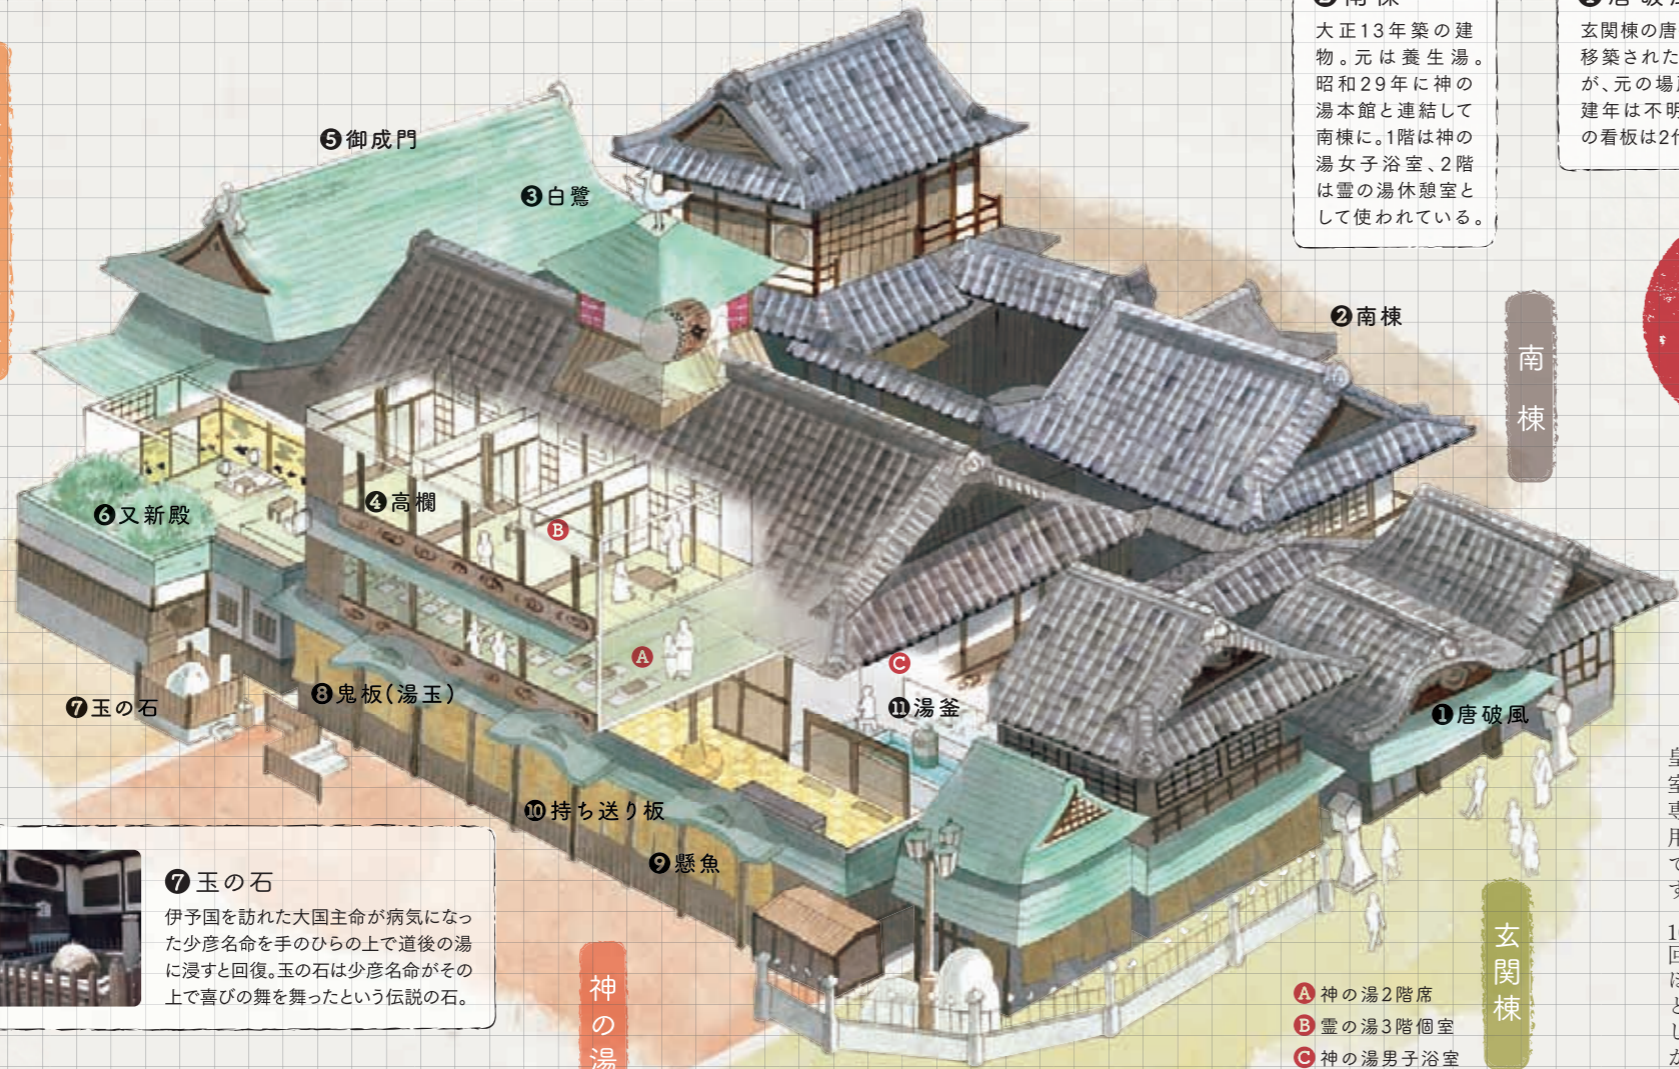 ❷南棟
大正13年築の建
物。元は養生湯。
昭和29年に神の
湯本館と連結して
南棟に。1階は神の
湯女子浴室、2階
は霊の湯休憩室と
して使われている。
玄関棟の唐
移築された
が、元の場
建年は不明
の看板は2
❺御成門
❸白鷺
❷南棟
南棟
❹高欄
B
❻又新殿
A
C
❽鬼板(湯玉)
❼玉の石
⓫湯釜
❶唐破風
❿持ち送り板
❾懸魚
❼玉の石
伊予国を訪れた大国主命が病気になっ
た少彦名命を手のひらの上で道後の湯
に浸すと回復。玉の石は少彦名命がその
上で喜びの舞を舞ったという伝説の石。
神の湯
玄関棟
A 神の湯2階席
B 霊の湯3階個室
C 神の湯男子浴室
皇室専用です